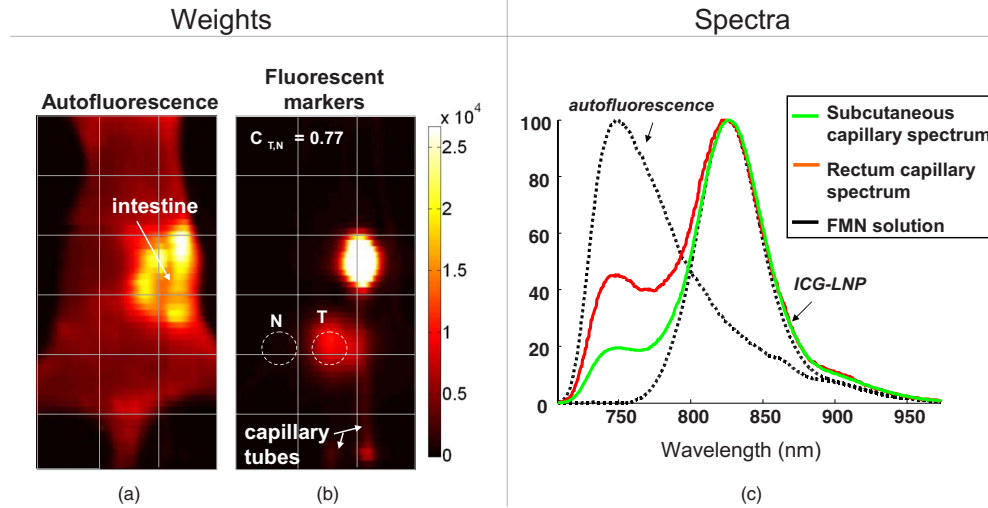 Weights
Spectra
Autofluorescence
Fluorescent
markers
x 10⁴
intestine
C T,N = 0.77
N
T
capillary
tubes
2.5
2
1.5
1
0.5
0
(a)
(b)
autofluorescence
ICG-LNP
100
80
60
40
20
0
750
800
850
900
950
Wavelength (nm)
Subcutaneous
capillary spectrum
Rectum capillary
spectrum
FMN solution
(c)